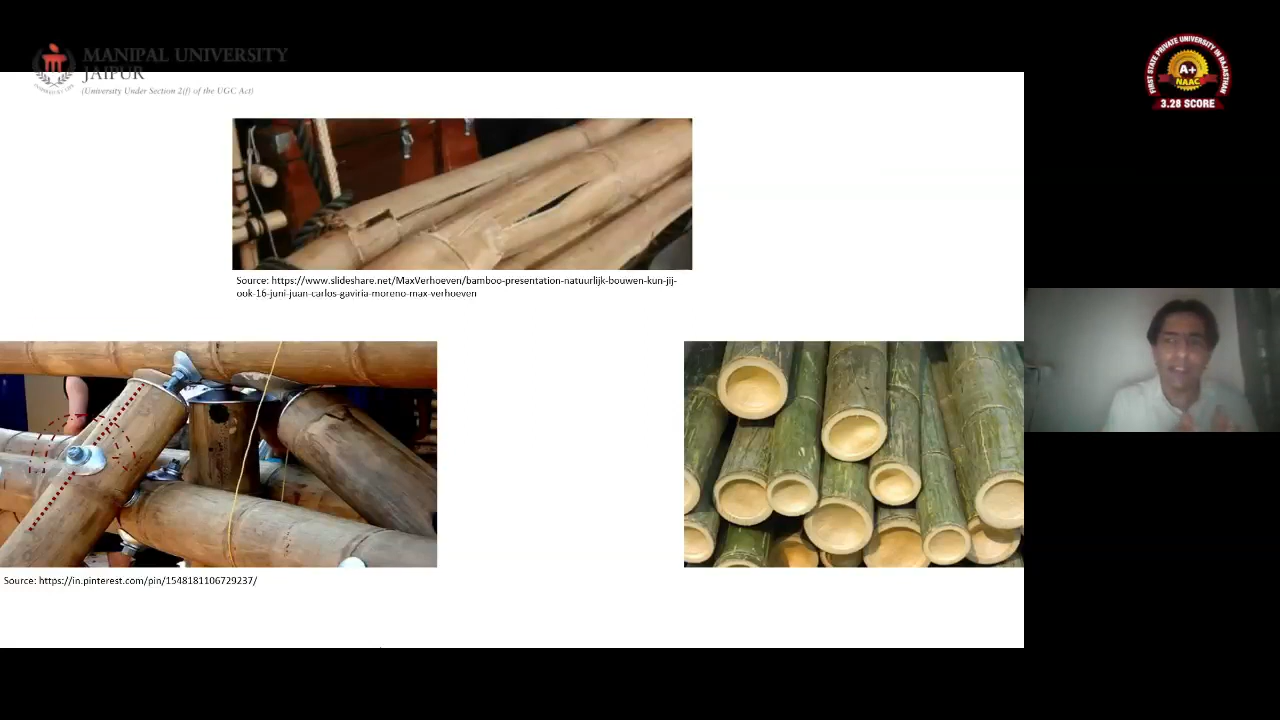 MANIPAL UNIVERSITY
JAIPUR
(University Under Section 2(f) of the UGC Act)
FIRST STATE PRIVATE UNIVERSITY IN RAJASTHAN
A+
NAAC
3.28 SCORE
Source: https://www.slideshare.net/MaxVerhoeven/bamboo-presentation-natuurlijk-bouwen-kun-jij-
ook-16-juni-juan-carlos-gaviria-moreno-max-verhoeven
Source: https://in.pinterest.com/pin/1548181106729237/